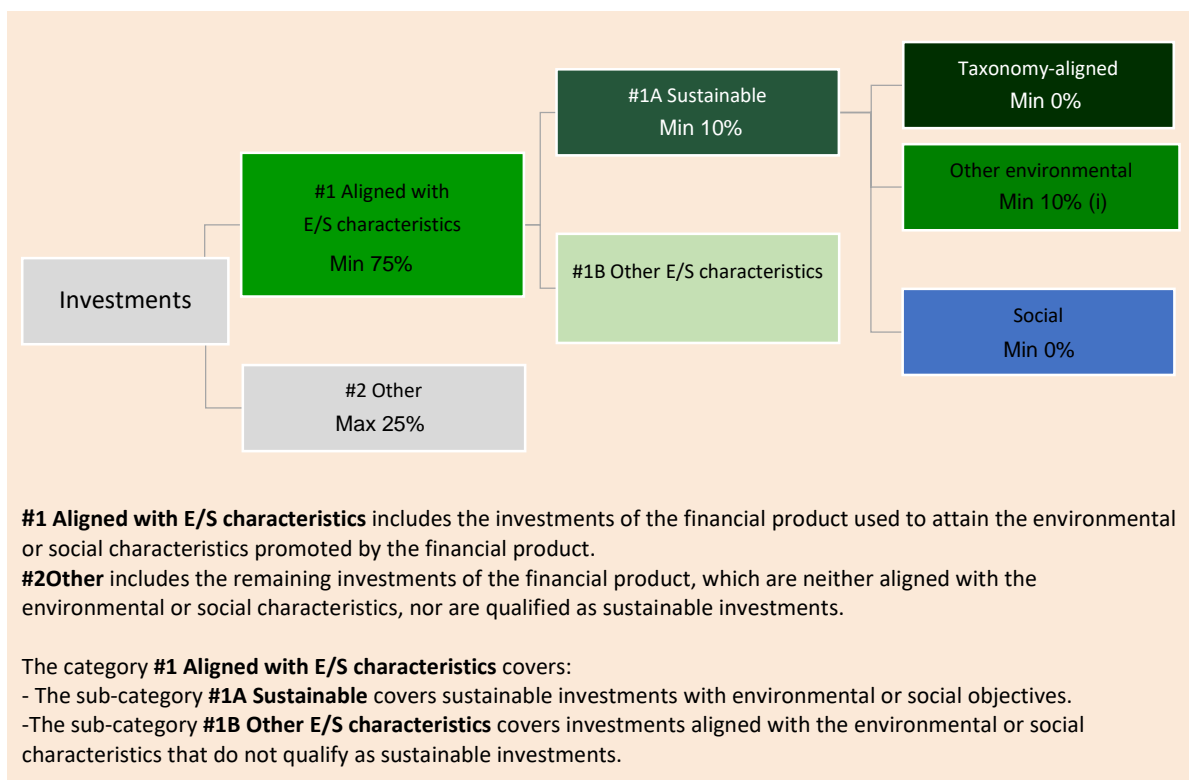 Investments
#1 Aligned with
E/S characteristics
Min 75%
#2 Other
Max 25%
#1A Sustainable
Min 10%
#1B Other E/S characteristics
Taxonomy-aligned
Min 0%
Other environmental
Min 10% (i)
Social
Min 0%
#1 Aligned with E/S characteristics includes the investments of the financial product used to attain the environmental
or social characteristics promoted by the financial product.
#2Other includes the remaining investments of the financial product, which are neither aligned with the
environmental or social characteristics, nor are qualified as sustainable investments.
The category #1 Aligned with E/S characteristics covers:
- The sub-category #1A Sustainable covers sustainable investments with environmental or social objectives.
-The sub-category #1B Other E/S characteristics covers investments aligned with the environmental or social
characteristics that do not qualify as sustainable investments.